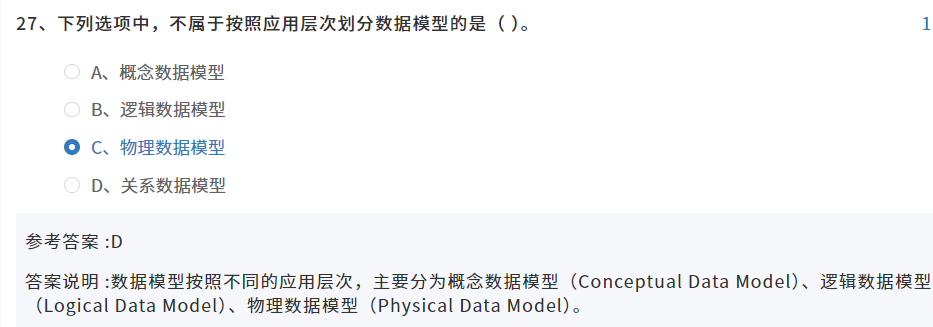 27、下列选项中，不属于按照应用层次划分数据模型的是（ ）。 1
A、概念数据模型
B、逻辑数据模型
C、物理数据模型
D、关系数据模型
参考答案 :D
答案说明 :数据模型按照不同的应用层次，主要分为概念数据模型（Conceptual Data Model）、逻辑数据模型
（Logical Data Model）、物理数据模型（Physical Data Model）。